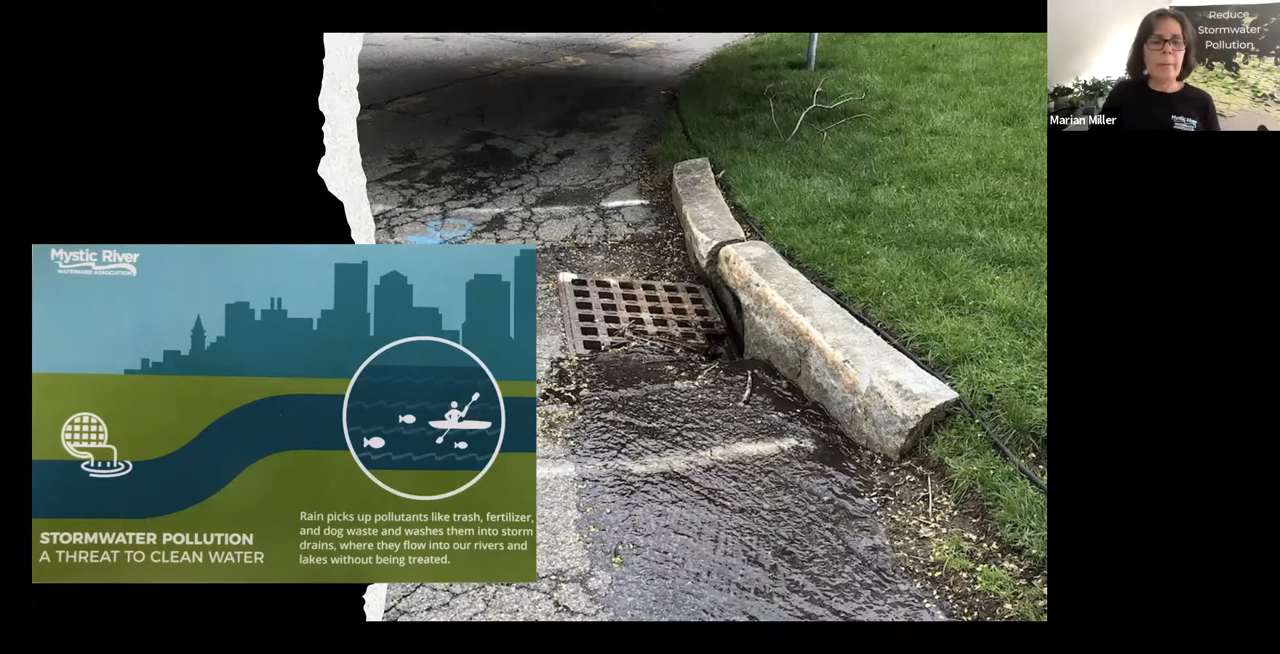 Mystic River
WATERSHED ASSOCIATION
STORMWATER POLLUTION
A THREAT TO CLEAN WATER
Rain picks up pollutants like trash, fertilizer,
and dog waste and washes them into storm
drains, where they flow into our rivers and
lakes without being treated.
Reduce
Stormwater
Pollution
Marian Miller
Mystic River